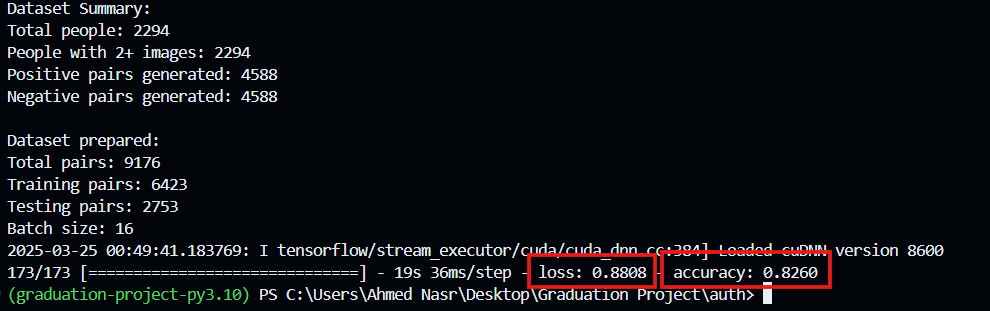 Dataset Summary:
Total people: 2294
People with 2+ images: 2294
Positive pairs generated: 4588
Negative pairs generated: 4588
Dataset prepared:
Total pairs: 9176
Training pairs: 6423
Testing pairs: 2753
Batch size: 16
2025-03-25 00:49:41.183769: I tensorflow/stream_executor/cuda/cuda_dnn.cc:384] Loaded cuDNN version 8600
173/173 [==============================] - 19s 36ms/step - loss: 0.8808 - accuracy: 0.8260
(graduation-project-py3.10) PS C:\Users\Ahmed Nasr\Desktop\Graduation Project\auth>